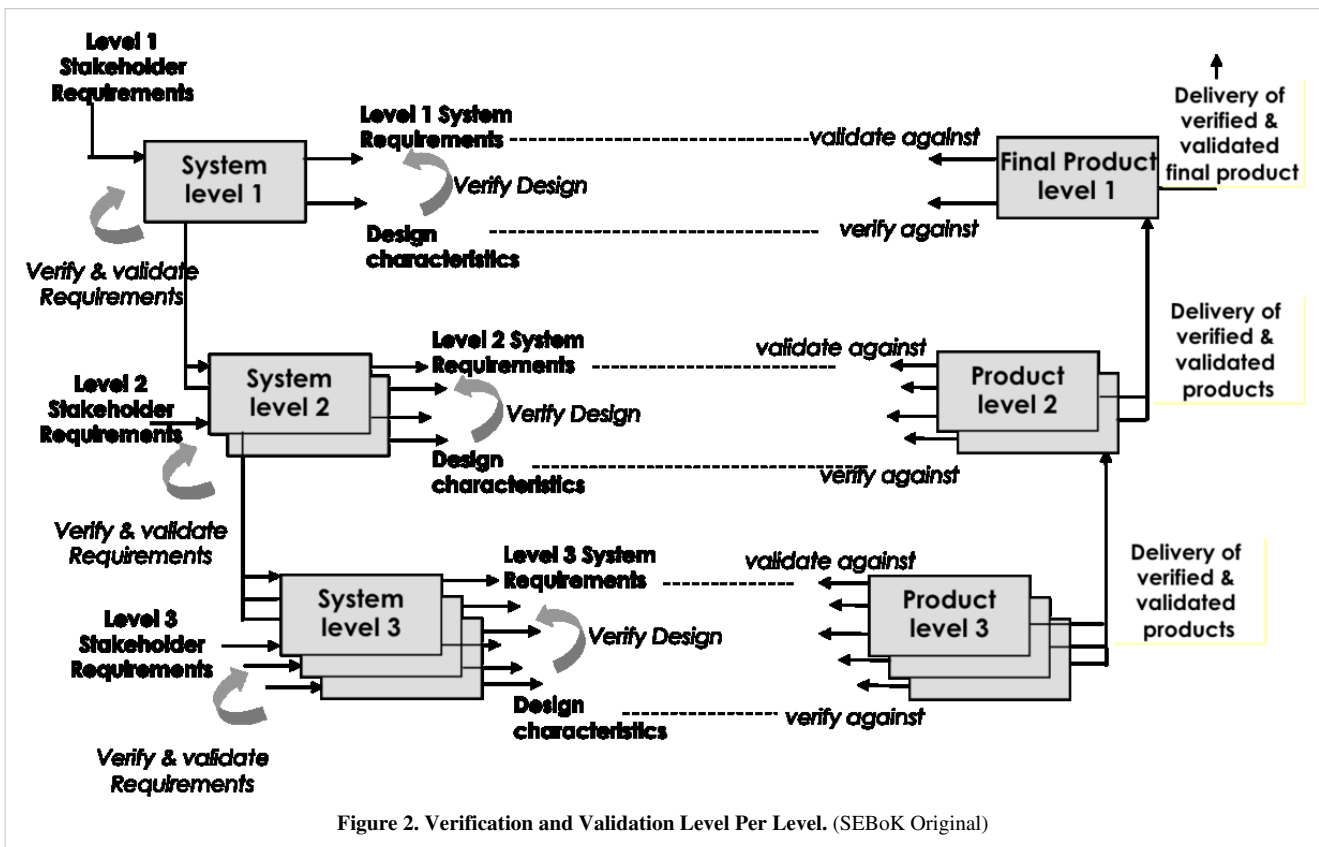 Level 1
Stakeholder
Requirements
System
level 1
Level 1 System
Requirements
Verify Design
Design
characteristics
Verify & validate
Requirements
validate against
verify against
Final Product
level 1
Delivery of
verified &
validated
final product
Level 2
Stakeholder
Requirements
System
level 2
Level 2 System
Requirements
Verify Design
Design
characteristics
Verify & validate
Requirements
validate against
verify against
Product
level 2
Delivery of
verified &
validated
products
Level 3
Stakeholder
Requirements
System
level 3
Level 3 System
Requirements
Verify Design
Design
characteristics
Verify & validate
Requirements
validate against
verify against
Product
level 3
Delivery of
verified &
validated
products
Figure 2. Verification and Validation Level Per Level. (SEBoK Original)